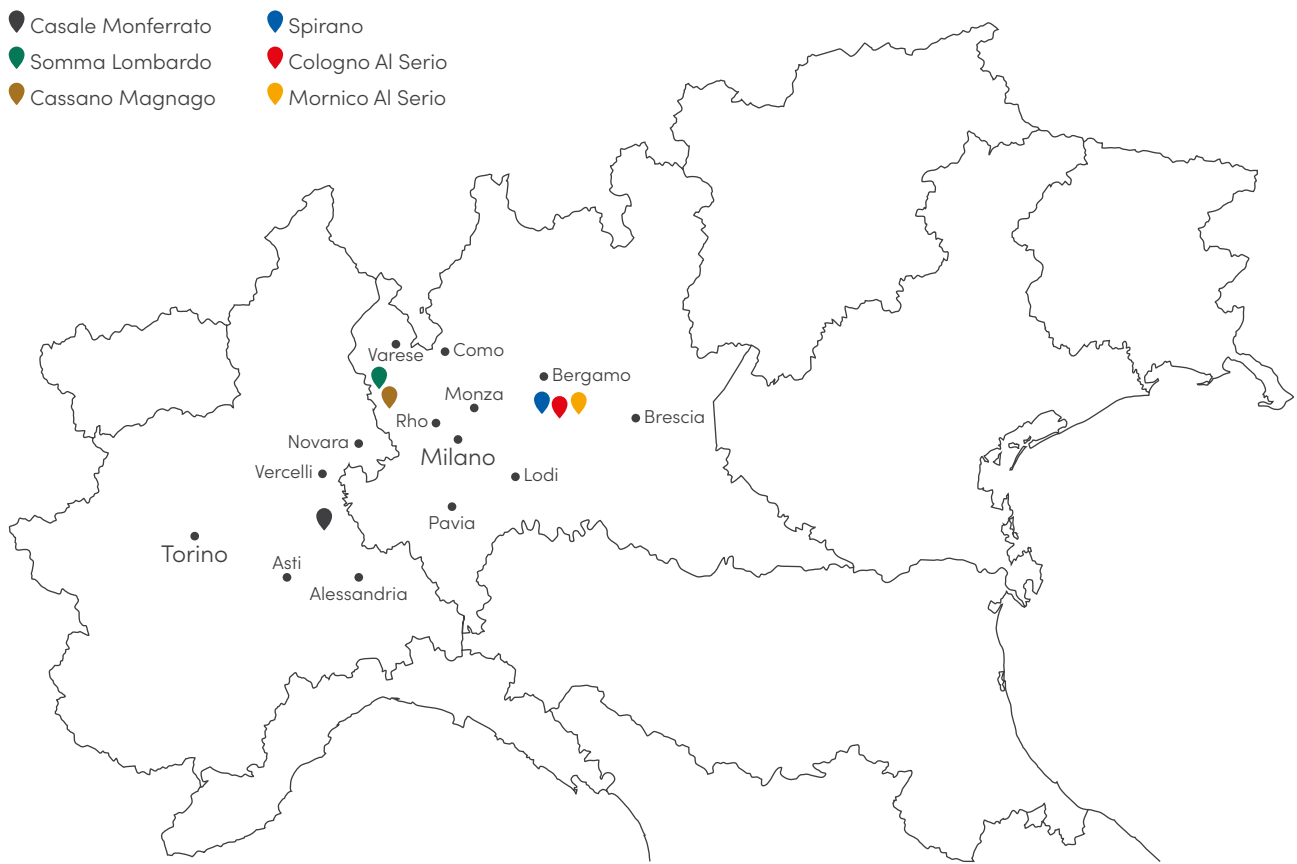 Casale Monferrato
Somma Lombardo
Cassano Magnago
Spirano
Cologno Al Serio
Mornico Al Serio
Varese
Como
Bergamo
Monza
Rho
Brescia
Novara
Milano
Vercelli
Lodi
Pavia
Torino
Asti
Alessandria